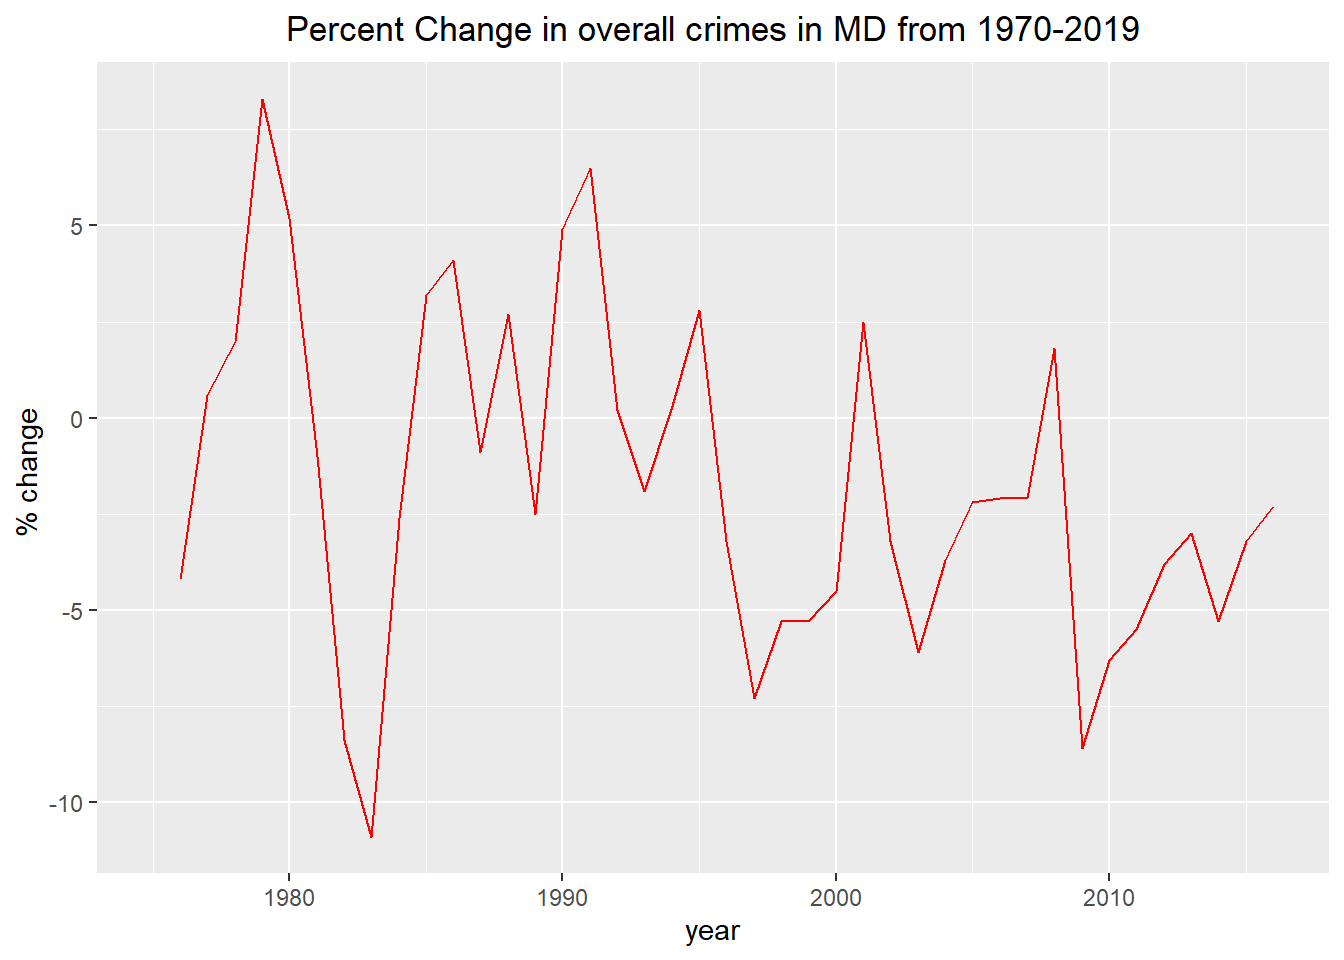 Percent Change in overall crimes in MD from 1970-2019
% change
5
0
-5
-10
1980
1990
2000
2010
year